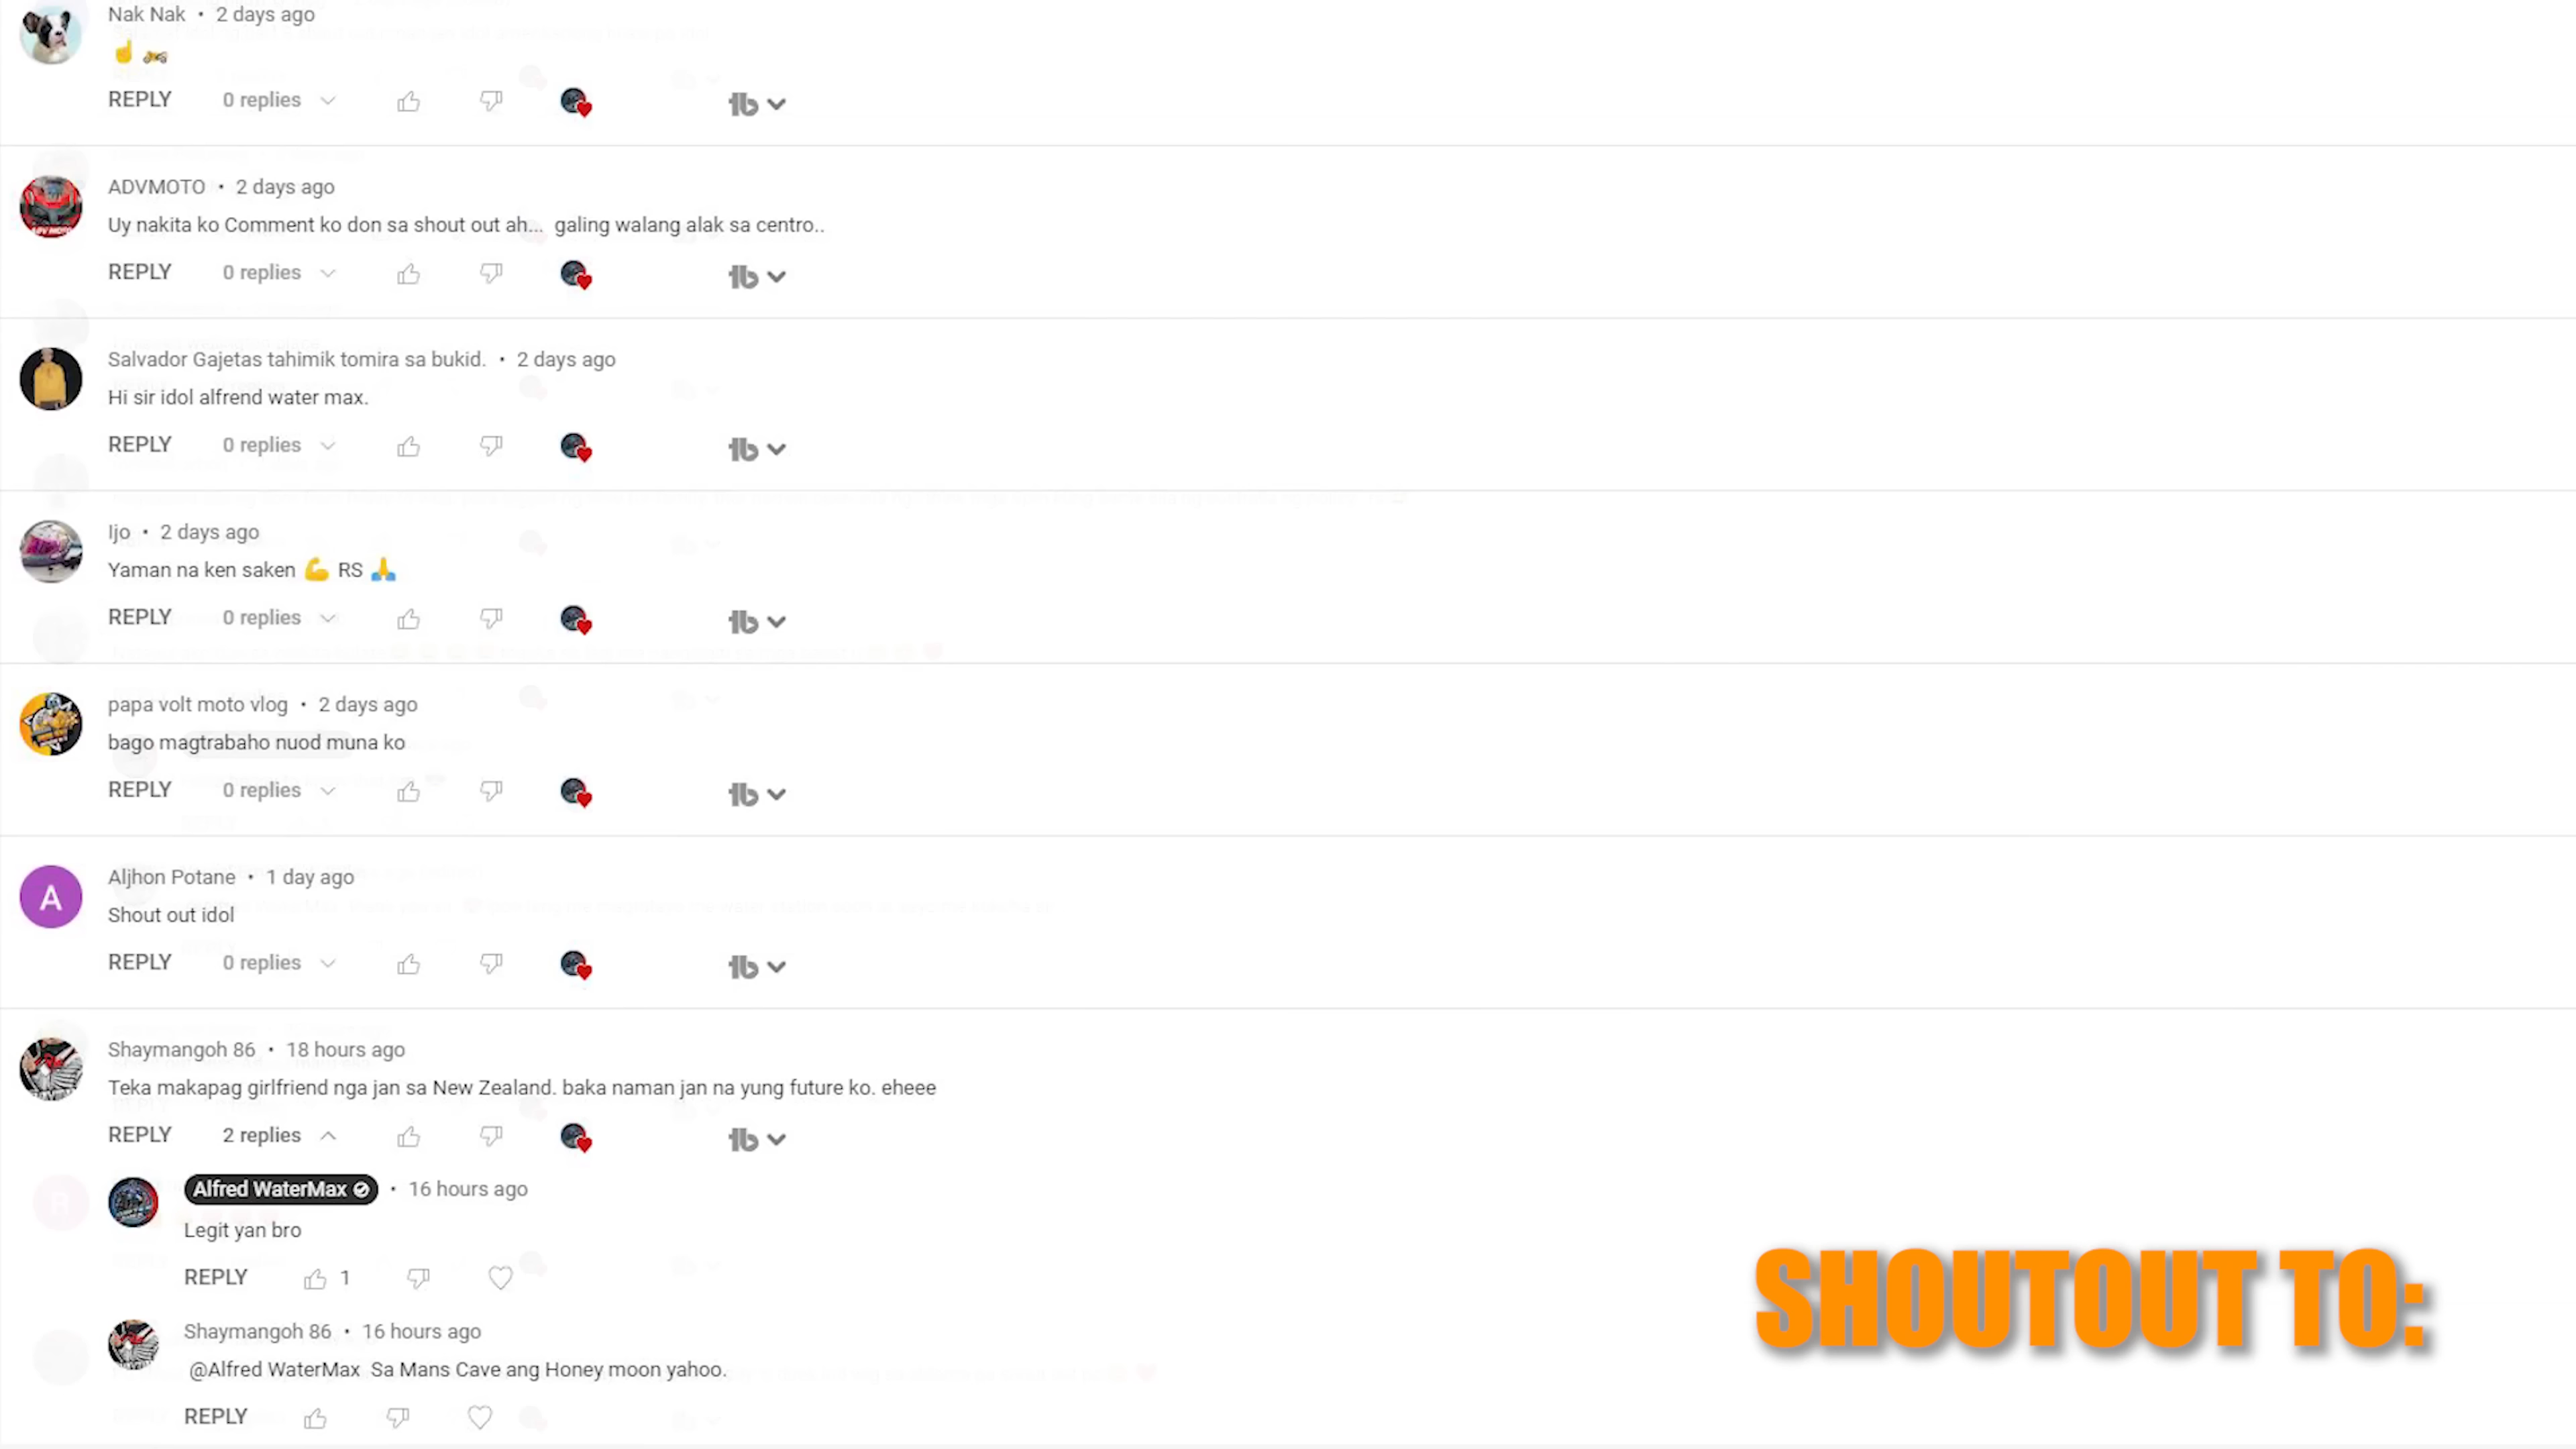 Nak Nak • 2 days ago
☝🏍
REPLY 0 replies
ADVMOTO • 2 days ago
Uy nakita ko Comment ko don sa shout out ah... galing walang alak sa centro..
REPLY 0 replies
Salvador Gajetas tahimik tomira sa bukid. • 2 days ago
Hi sir idol alfrend water max.
REPLY 0 replies
Ijo • 2 days ago
Yaman na ken saken 💪 RS 🙏
REPLY 0 replies
papa volt moto vlog • 2 days ago
bago magtrabaho nuod muna ko
REPLY 0 replies
A
Aljhon Potane • 1 day ago
Shout out idol
REPLY 0 replies
Shaymangoh 86 • 18 hours ago
Teka makapag girlfriend nga jan sa New Zealand. baka naman jan na yung future ko. eheee
REPLY 2 replies
Alfred WaterMax • 16 hours ago
Legit yan bro
REPLY 1
Shaymangoh 86 • 16 hours ago
@Alfred WaterMax Sa Mans Cave ang Honey moon yahoo.
REPLY
SHOUTOUT TO: